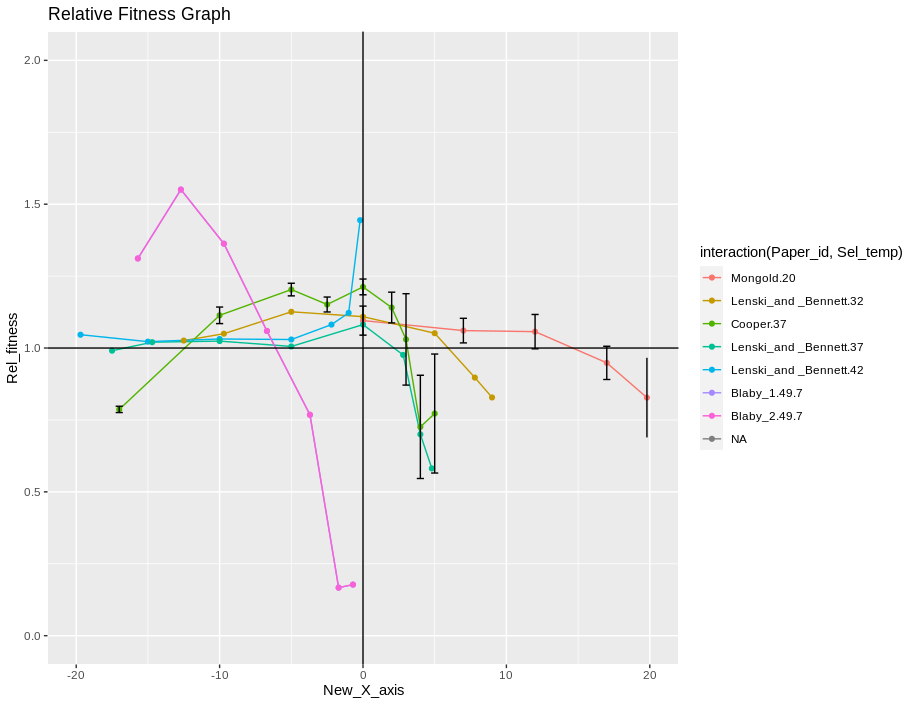 Relative Fitness Graph
2.0
1.5
1.0
0.5
0.0
Rel_fitness
-20
-10
0
10
20
New_X_axis
interaction(Paper_id, Sel_temp)
Mongold.20
Lenski_and _Bennett.32
Cooper.37
Lenski_and _Bennett.37
Lenski_and _Bennett.42
Blaby_1.49.7
Blaby_2.49.7
NA